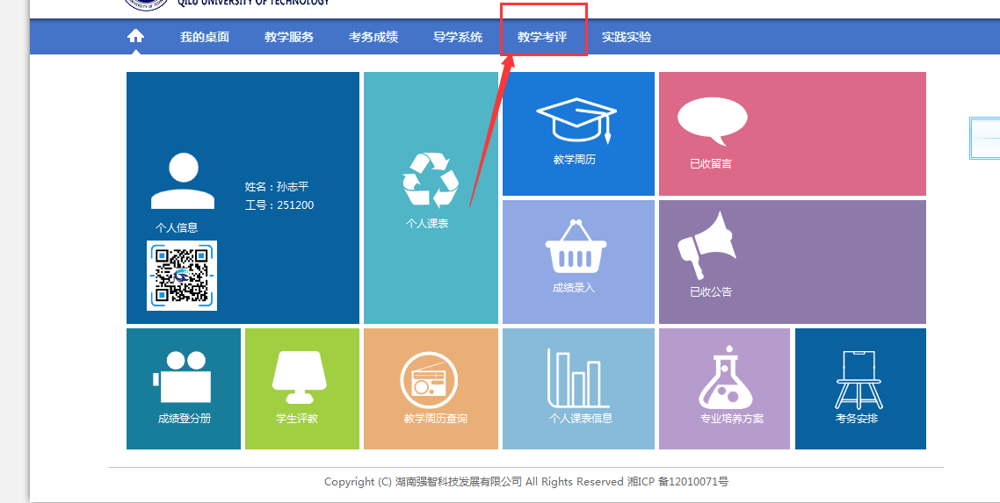 QILU UNIVERSITY OF TECHNOLOGY
我的桌面 教学服务 考务成绩 导学系统 教学考评 实践实验
姓名：孙志平
工号：251200
个人信息
个人课表
教学周历
已收留言
成绩录入
已收公告
成绩登分册
学生评教
教学周历查询
个人课表信息
专业培养方案
考务安排
Copyright (C) 湖南强智科技发展有限公司 All Rights Reserved 湘ICP 备12010071号